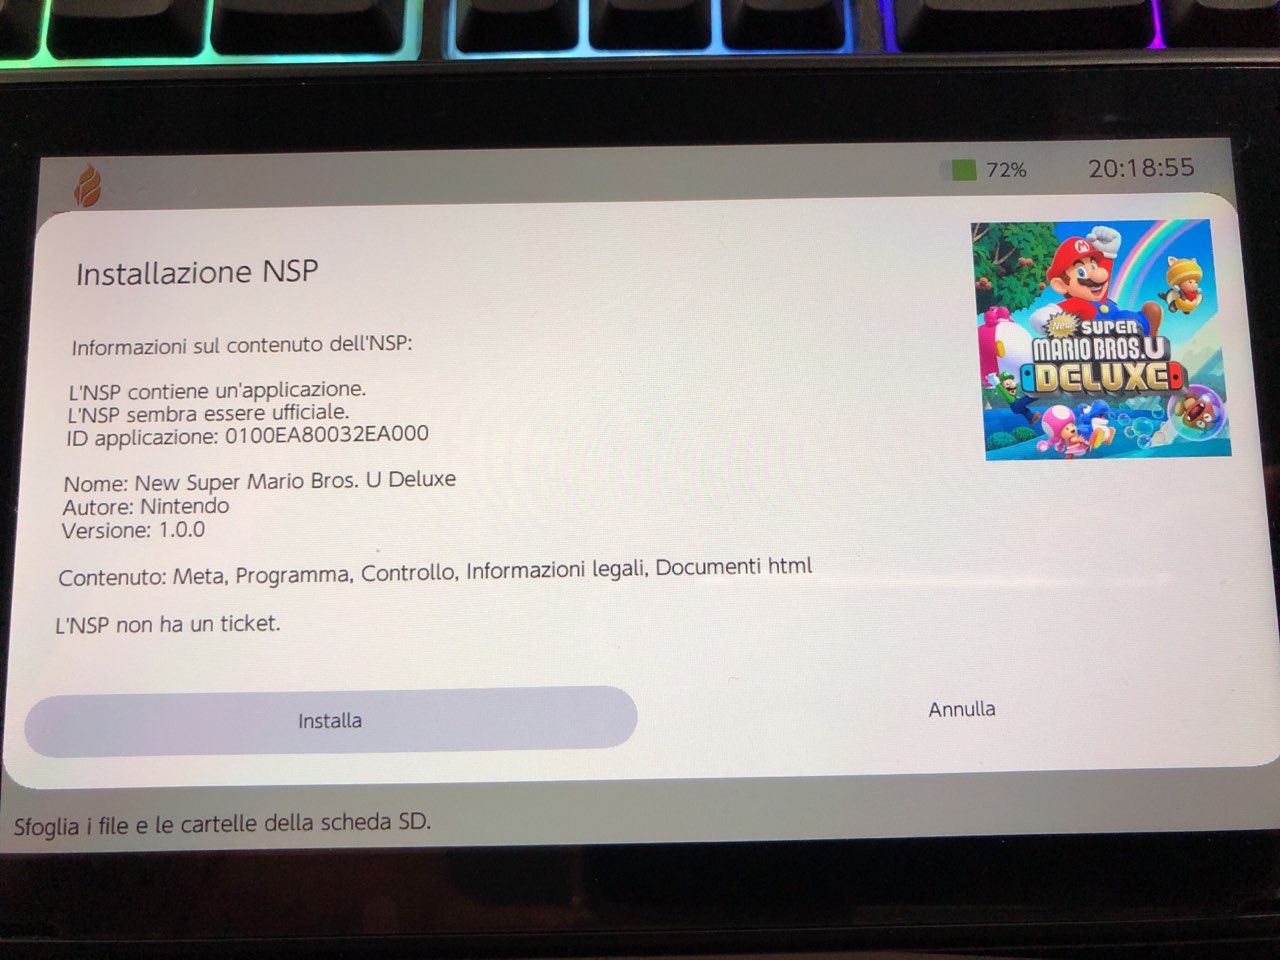 72% 20:18:55
Installazione NSP
Informazioni sul contenuto dell'NSP:
L'NSP contiene un'applicazione.
L'NSP sembra essere ufficiale.
ID applicazione: 0100EA80032EA000
Nome: New Super Mario Bros. U Deluxe
Autore: Nintendo
Versione: 1.0.0
Contenuto: Meta, Programma, Controllo, Informazioni legali, Documenti html
L'NSP non ha un ticket.
New SUPER
MARIO BROS.U
DELUXE
Installa
Annulla
Sfoglia i file e le cartelle della scheda SD.